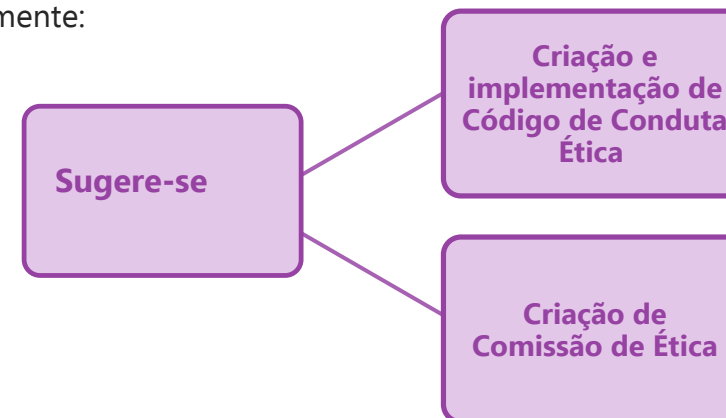 mente:
Criação e
implementação de
Código de Conduta
Ética
Sugere-se
Criação de
Comissão de Ética